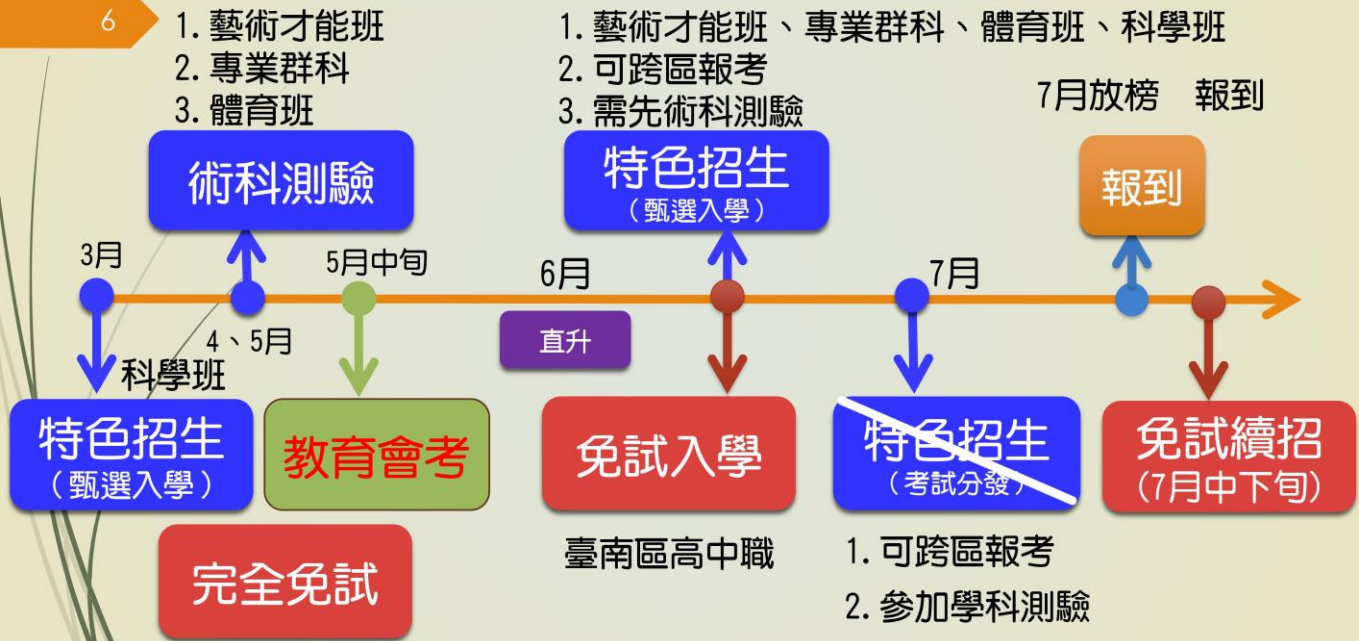 6
1. 藝術才能班
2. 專業群科
3. 體育班
術科測驗
1. 藝術才能班、專業群科、體育班、科學班
2. 可跨區報考
3. 需先術科測驗
特色招生
（甄選入學）
7月放榜 報到
報到
3月
4、5月
5月中旬
6月
7月
直升
科學班
特色招生
（甄選入學）
教育會考
完全免試
免試入學
臺南區高中職
特色招生
（考試分發）
1. 可跨區報考
2. 參加學科測驗
免試續招
(7月中下旬)